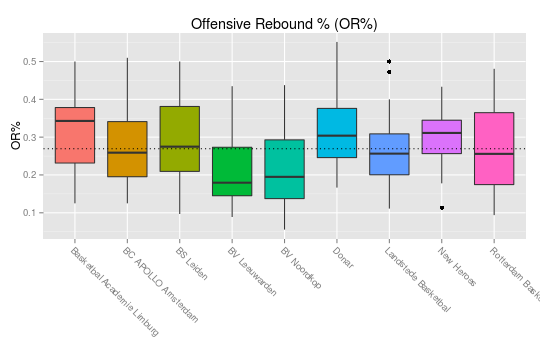 Offensive Rebound % (OR%)
OR%
0.5
0.4
0.3
0.2
0.1
Basketbal Academie Limburg
BC APOLLO Amsterdam
BS Leiden
BV Leeuwarden
BV Noordkop
Donar
Landstede Basketbal
New Heroes
Rotterdam Bask